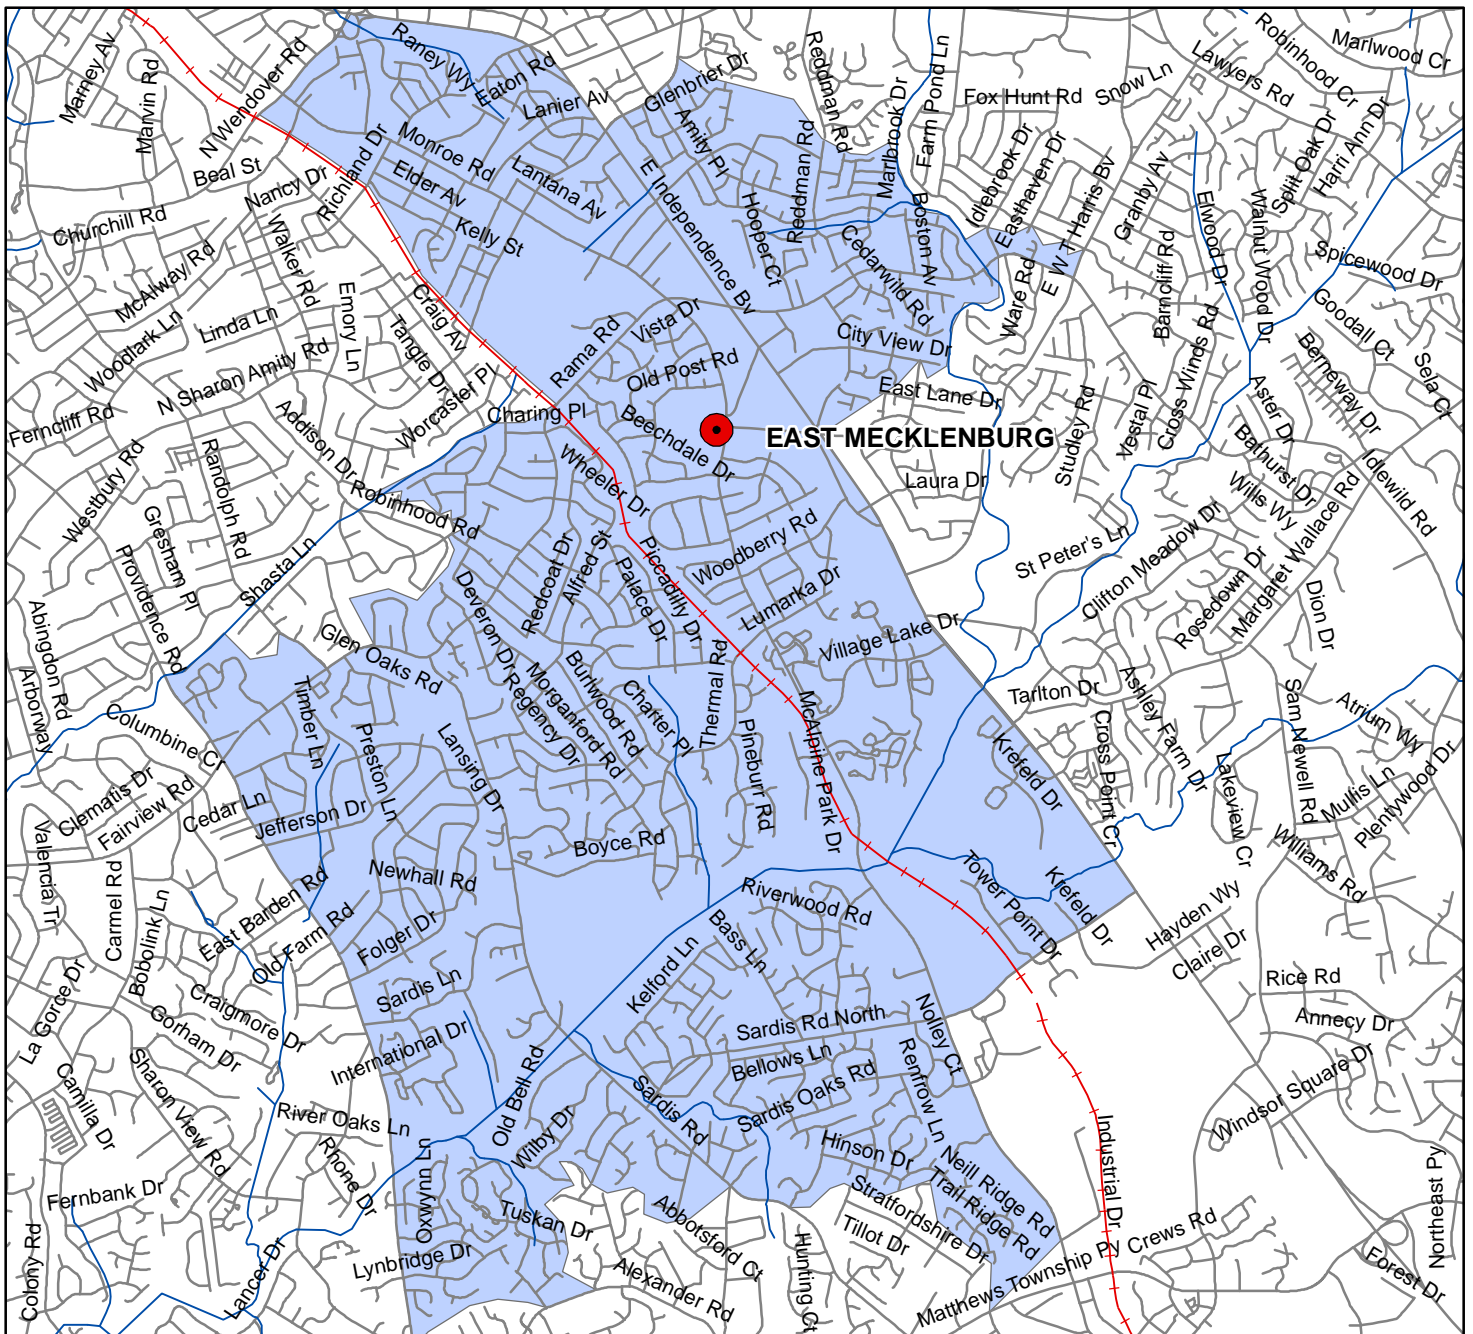 Marney Av
Marvin Rd
N Wendover Rd
Raney Wy
Eaton Rd
Lanier Av
Glenbrier Dr
Reddman Rd
Marlbrook Dr
Farm Pond Ln
Fox Hunt Rd
Snow Ln
Lawyers Rd
Robinhood Cr
Marlwood Cr
Beal St
Nancy Dr
Richland Dr
Monroe Rd
Elder Av
Lantana Av
Kelly St
Amity Pl
E Independence Bv
Hooper Ct
Reddman Rd
Cedarwild Rd
Boston Av
Idlebrook Dr
Easthaven Dr
E W T Harris Bv
Granby Av
Elwood Dr
Walnut Wood Dr
Split Oak Dr
Harri Ann Dr
Churchill Rd
McAlway Rd
Walker Rd
Woodlark Ln
Linda Ln
Emory Ln
Craig Av
Tangle Dr
Ware Rd
Barncliff Rd
Spicewood Dr
Goodall Ct
Rama Rd
Vista Dr
Old Post Rd
City View Dr
East Lane Dr
Cross Winds Rd
Berneway Dr
Sela Ct
Ferncliff Rd
N Sharon Amity Rd
Addison Dr
Worcaster Pl
Charing Pl
Beechdale Dr
EAST MECKLENBURG
Studley Rd
Vestal Pl
Aster Dr
Bathurst Dr
Idlewild Rd
Westbury Rd
Randolph Rd
Robinhood Rd
Wheeler Dr
Laura Dr
Wills Wy
Gresham Pl
Providence Rd
Shasta Ln
Redcoat Dr
Alfred St
Palace Dr
Piccadilly Dr
Woodberry Rd
Lumarka Dr
St Peter's Ln
Clifton Meadow Dr
Rosedown Dr
Margaret Wallace Rd
Dion Dr
Abingdon Rd
Arborway
Glen Oaks Rd
Deveron Dr
Regency Dr
Morganford Rd
Burlwood Rd
Charter Pl
Thermal Rd
Village Lake Dr
Tarlton Dr
Ashley Farm Dr
Sam Newell Rd
Atrium Wy
Columbine Cr
Timber Ln
Preston Ln
Lansing Dr
Pineburr Rd
McAlpine Park Dr
Krefeld Dr
Cross Point Cr
Lakeview Cr
Mullis Ln
Plentywood Dr
Clematis Dr
Fairview Rd
Cedar Ln
Jefferson Dr
Valencia Tr
Carmel Rd
Newhall Rd
Boyce Rd
Tower Point Dr
Krefeld Dr
Williams Rd
Bobolink Ln
East Barden Rd
Old Farm Rd
Folger Dr
Riverwood Rd
Bass Ln
Kelford Ln
Hayden Wy
Claire Dr
La Gorce Dr
Craigmore Dr
Gorham Dr
Sardis Ln
International Dr
Sardis Rd North
Nolley Ct
Rice Rd
Annecy Dr
Camilla Dr
Sharon View Rd
River Oaks Ln
Old Bell Rd
Bellows Ln
Sardis Oaks Rd
Renfrow Ln
Windsor Square Dr
Rhone Dr
Wilby Dr
Sardis Rd
Hinson Dr
Neill Ridge Rd
Trail Ridge Rd
Industrial Dr
Fernbank Dr
Oxwynn Ln
Tuskan Dr
Abbotsford Ct
Stratfordshire Dr
Tillot Dr
Crews Rd
Northeast Py
Colony Rd
Lancer Dr
Lynbridge Dr
Alexander Rd
Hunting Ct
Matthews Township Py
Forest Dr